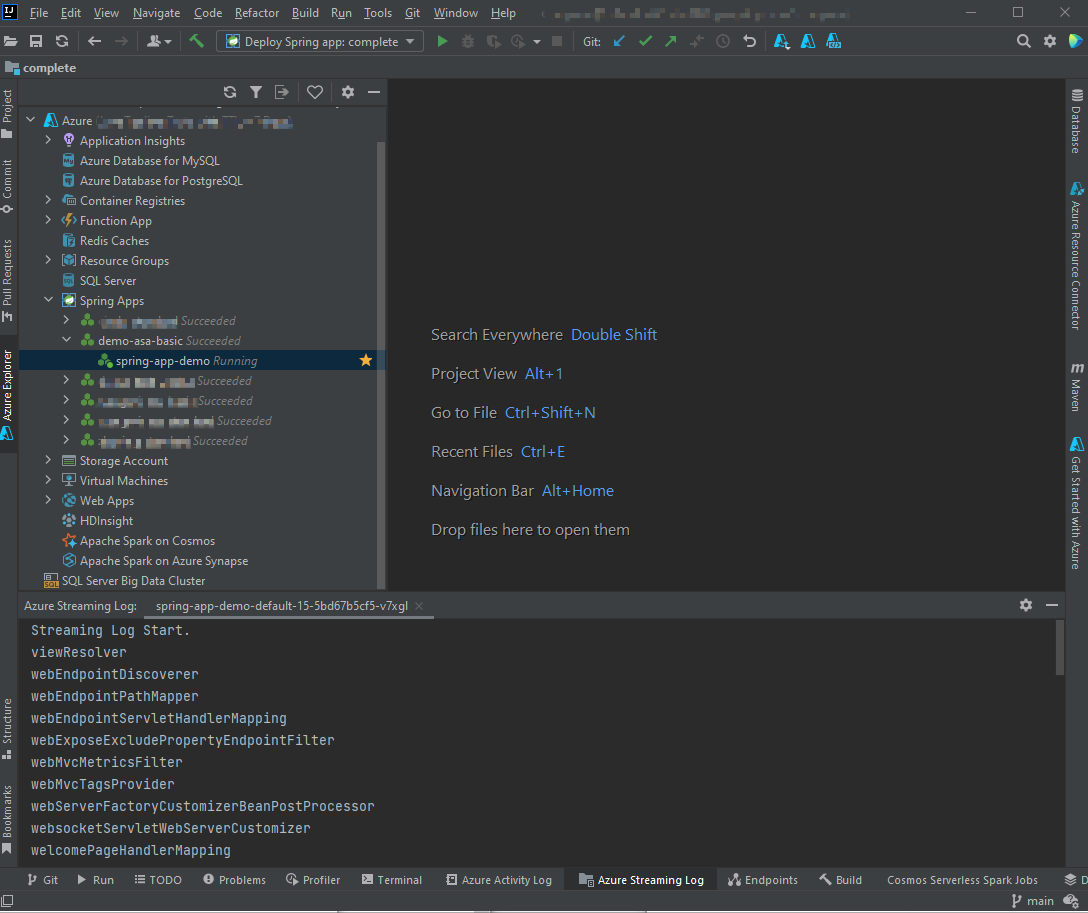 File Edit View Navigate Code Refactor Build Run Tools Git Window Help
Deploy Spring app: complete
Git:
complete
Project
Commit
Pull Requests
Azure Explorer
Structure
Bookmarks
Azure
Application Insights
Azure Database for MySQL
Azure Database for PostgreSQL
Container Registries
Function App
Redis Caches
Resource Groups
SQL Server
Spring Apps
Succeeded
demo-asa-basic Succeeded
spring-app-demo Running
Succeeded
Succeeded
Succeeded
Succeeded
Storage Account
Virtual Machines
Web Apps
HDInsight
Apache Spark on Cosmos
Apache Spark on Azure Synapse
SQL Server Big Data Cluster
Search Everywhere Double Shift
Project View Alt+1
Go to File Ctrl+Shift+N
Recent Files Ctrl+E
Navigation Bar Alt+Home
Drop files here to open them
Database
Azure Resource Connector
Maven
Get Started with Azure
Azure Streaming Log: spring-app-demo-default-15-5bd67b5cf5-v7xgl
Streaming Log Start.
viewResolver
webEndpointDiscoverer
webEndpointPathMapper
webEndpointServletHandlerMapping
webExposeExcludePropertyEndpointFilter
webMvcMetricsFilter
webMvcTagsProvider
webServerFactoryCustomizerBeanPostProcessor
websocketServletWebServerCustomizer
welcomePageHandlerMapping
Git Run TODO Problems Profiler Terminal Azure Activity Log Azure Streaming Log Endpoints Build Cosmos Serverless Spark Jobs D
main